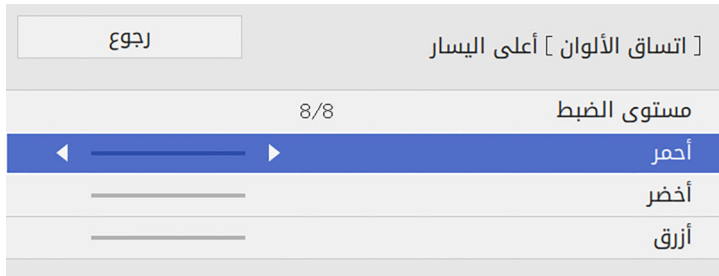 [ اتساق الألوان ] أعلى اليسار
رجوع
مستوى الضبط 8/8
أحمر
أخضر
أزرق